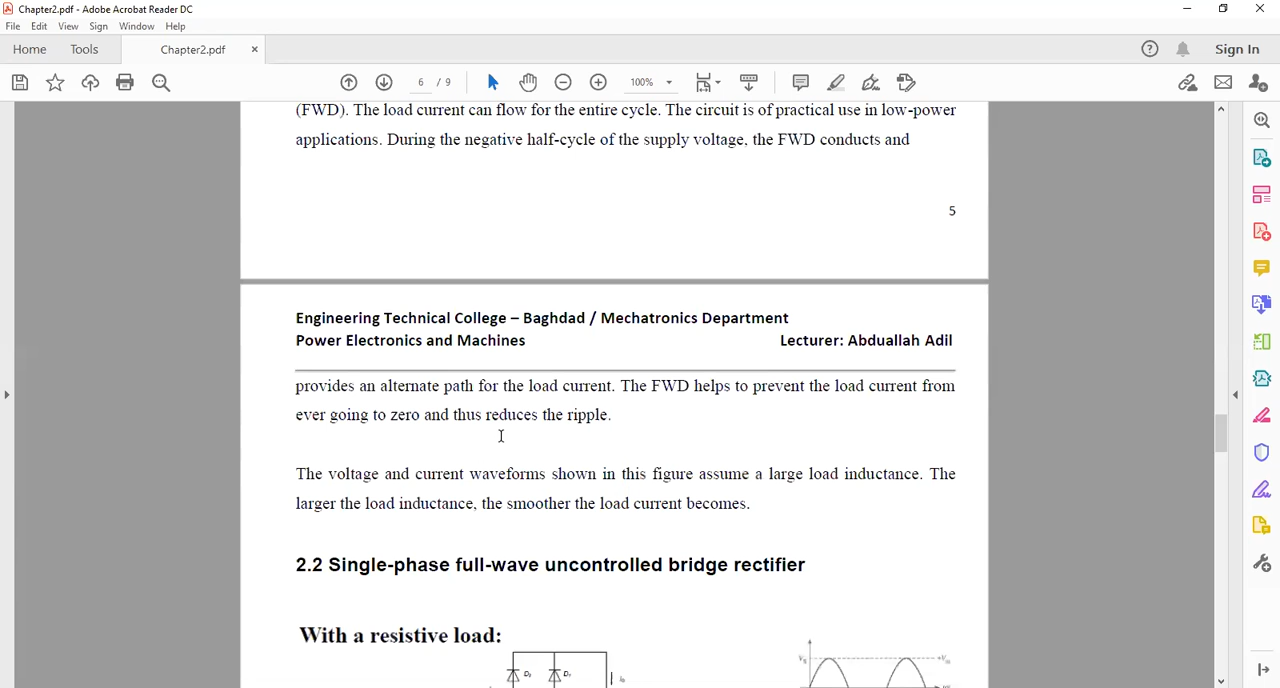 Chapter2.pdf - Adobe Acrobat Reader DC
File Edit View Sign Window Help
Home Tools Chapter2.pdf × Sign In
6 / 9 100%
(FWD). The load current can flow for the entire cycle. The circuit is of practical use in low-power
applications. During the negative half-cycle of the supply voltage, the FWD conducts and
5
Engineering Technical College – Baghdad / Mechatronics Department
Power Electronics and Machines Lecturer: Abduallah Adil
provides an alternate path for the load current. The FWD helps to prevent the load current from
ever going to zero and thus reduces the ripple.
The voltage and current waveforms shown in this figure assume a large load inductance. The
larger the load inductance, the smoother the load current becomes.
2.2 Single-phase full-wave uncontrolled bridge rectifier
With a resistive load: